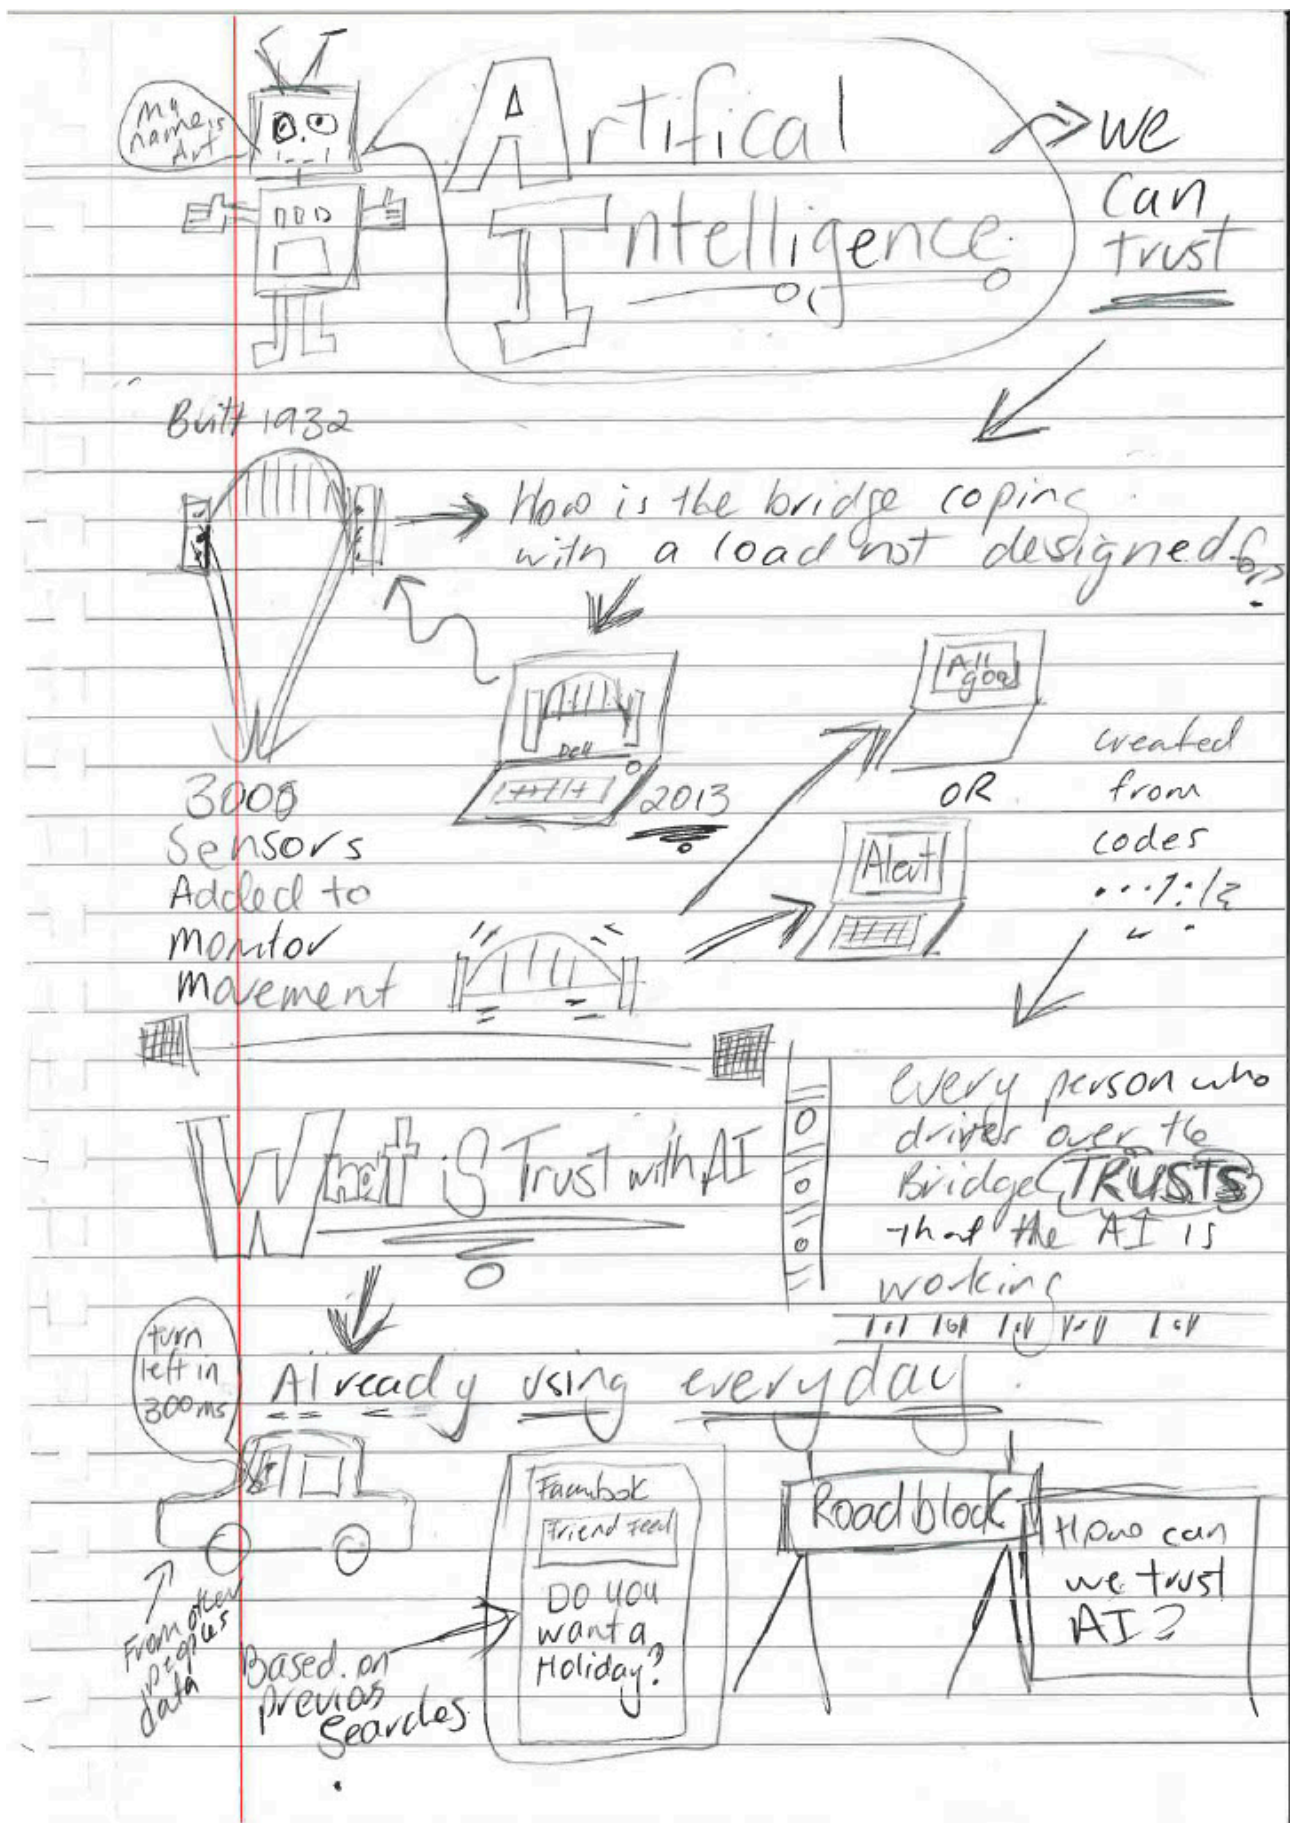 My
name is
Art
Artifical
Intelligence
we
can
trust
Built 1932
How is the bridge coping
with a load not designed for?
Dell
2013
All
good
OR
Alert
created
from
codes
3000
Sensors
Added to
monitor
movement
every person who
drives over the
Bridge TRUSTS
that the AI is
working
What is Trust with AI
Already using everyday.
turn
left in
300ms
From other
peoples
data
Based on
previos
searches.
Friend Feed
Do you
want a
Holiday?
Roadblock
How can
we trust
AI?